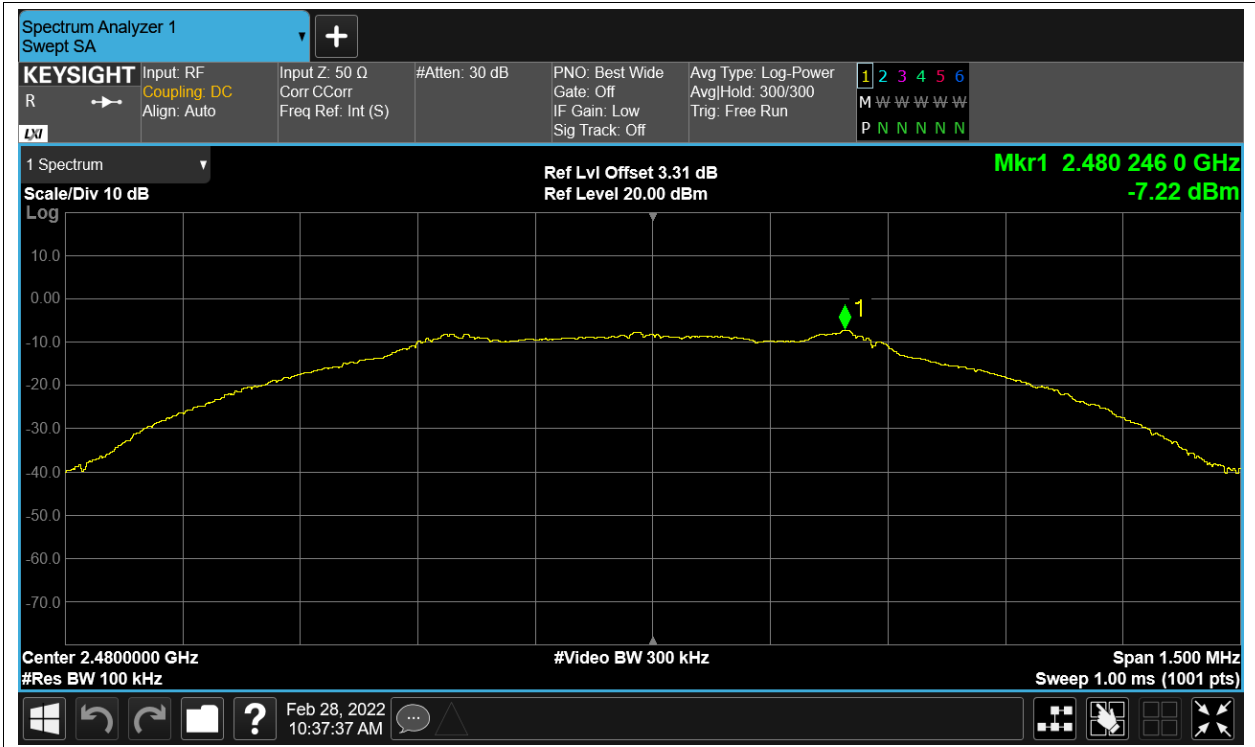 Spectrum Analyzer 1
Swept SA
+
KEYSIGHT
R
LXI
Input: RF
Coupling: DC
Align: Auto
Input Z: 50 Ω
Corr CCorr
Freq Ref: Int (S)
#Atten: 30 dB
PNO: Best Wide
Gate: Off
IF Gain: Low
Sig Track: Off
Avg Type: Log-Power
Avg|Hold: 300/300
Trig: Free Run
1 2 3 4 5 6
M W W W W W
P N N N N N
1 Spectrum
Scale/Div 10 dB
Log
Ref Lvl Offset 3.31 dB
Ref Level 20.00 dBm
Mkr1 2.480 246 0 GHz
-7.22 dBm
10.0
0.00
-10.0
-20.0
-30.0
-40.0
-50.0
-60.0
-70.0
1
Center 2.4800000 GHz
#Res BW 100 kHz
#Video BW 300 kHz
Span 1.500 MHz
Sweep 1.00 ms (1001 pts)
?
Feb 28, 2022
10:37:37 AM